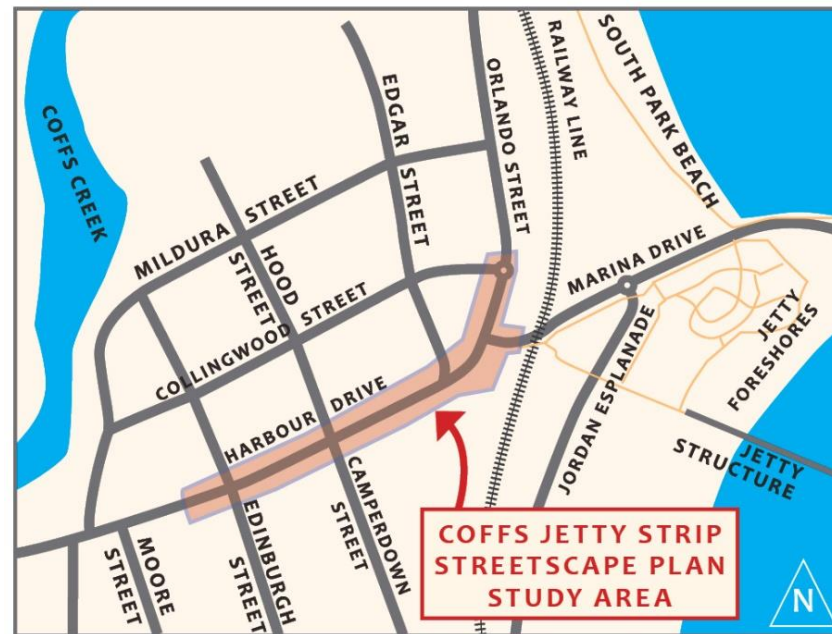 COFFS CREEK
MILDURA STREET
HOOD
STREET
EDGAR
STREET
ORLANDO STREET
RAILWAY LINE
SOUTH PARK BEACH
COLLINGWOOD STREET
HARBOUR DRIVE
MARINA DRIVE
JORDAN ESPLANADE
JETTY
FORESHORES
JETTY
STRUCTURE
MOORE
STREET
EDINBURGH
STREET
CAMPERDOWN
STREET
COFFS JETTY STRIP
STREETSCAPE PLAN
STUDY AREA
N